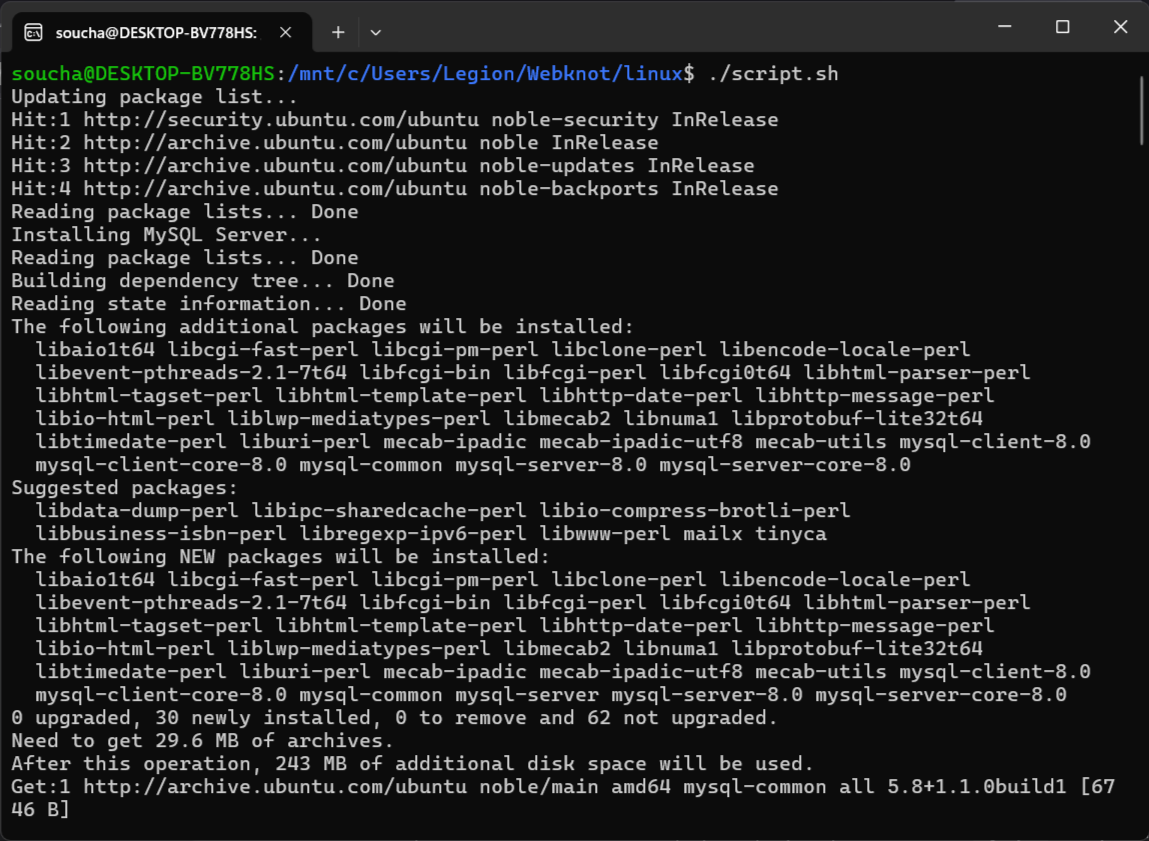 soucha@DESKTOP-BV778HS:
soucha@DESKTOP-BV778HS:/mnt/c/Users/Legion/Webknot/linux$ ./script.sh
Updating package list...
Hit:1 http://security.ubuntu.com/ubuntu noble-security InRelease
Hit:2 http://archive.ubuntu.com/ubuntu noble InRelease
Hit:3 http://archive.ubuntu.com/ubuntu noble-updates InRelease
Hit:4 http://archive.ubuntu.com/ubuntu noble-backports InRelease
Reading package lists... Done
Installing MySQL Server...
Reading package lists... Done
Building dependency tree... Done
Reading state information... Done
The following additional packages will be installed:
  libaio1t64 libcgi-fast-perl libcgi-pm-perl libclone-perl libencode-locale-perl
  libevent-pthreads-2.1-7t64 libfcgi-bin libfcgi-perl libfcgi0t64 libhtml-parser-perl
  libhtml-tagset-perl libhtml-template-perl libhttp-date-perl libhttp-message-perl
  libio-html-perl liblwp-mediatypes-perl libmecab2 libnuma1 libprotobuf-lite32t64
  libtimedate-perl liburi-perl mecab-ipadic mecab-ipadic-utf8 mecab-utils mysql-client-8.0
  mysql-client-core-8.0 mysql-common mysql-server-8.0 mysql-server-core-8.0
Suggested packages:
  libdata-dump-perl libipc-sharedcache-perl libio-compress-brotli-perl
  libbusiness-isbn-perl libregexp-ipv6-perl libwww-perl mailx tinyca
The following NEW packages will be installed:
  libaio1t64 libcgi-fast-perl libcgi-pm-perl libclone-perl libencode-locale-perl
  libevent-pthreads-2.1-7t64 libfcgi-bin libfcgi-perl libfcgi0t64 libhtml-parser-perl
  libhtml-tagset-perl libhtml-template-perl libhttp-date-perl libhttp-message-perl
  libio-html-perl liblwp-mediatypes-perl libmecab2 libnuma1 libprotobuf-lite32t64
  libtimedate-perl liburi-perl mecab-ipadic mecab-ipadic-utf8 mecab-utils mysql-client-8.0
  mysql-client-core-8.0 mysql-common mysql-server mysql-server-8.0 mysql-server-core-8.0
0 upgraded, 30 newly installed, 0 to remove and 62 not upgraded.
Need to get 29.6 MB of archives.
After this operation, 243 MB of additional disk space will be used.
Get:1 http://archive.ubuntu.com/ubuntu noble/main amd64 mysql-common all 5.8+1.1.0build1 [67
46 B]